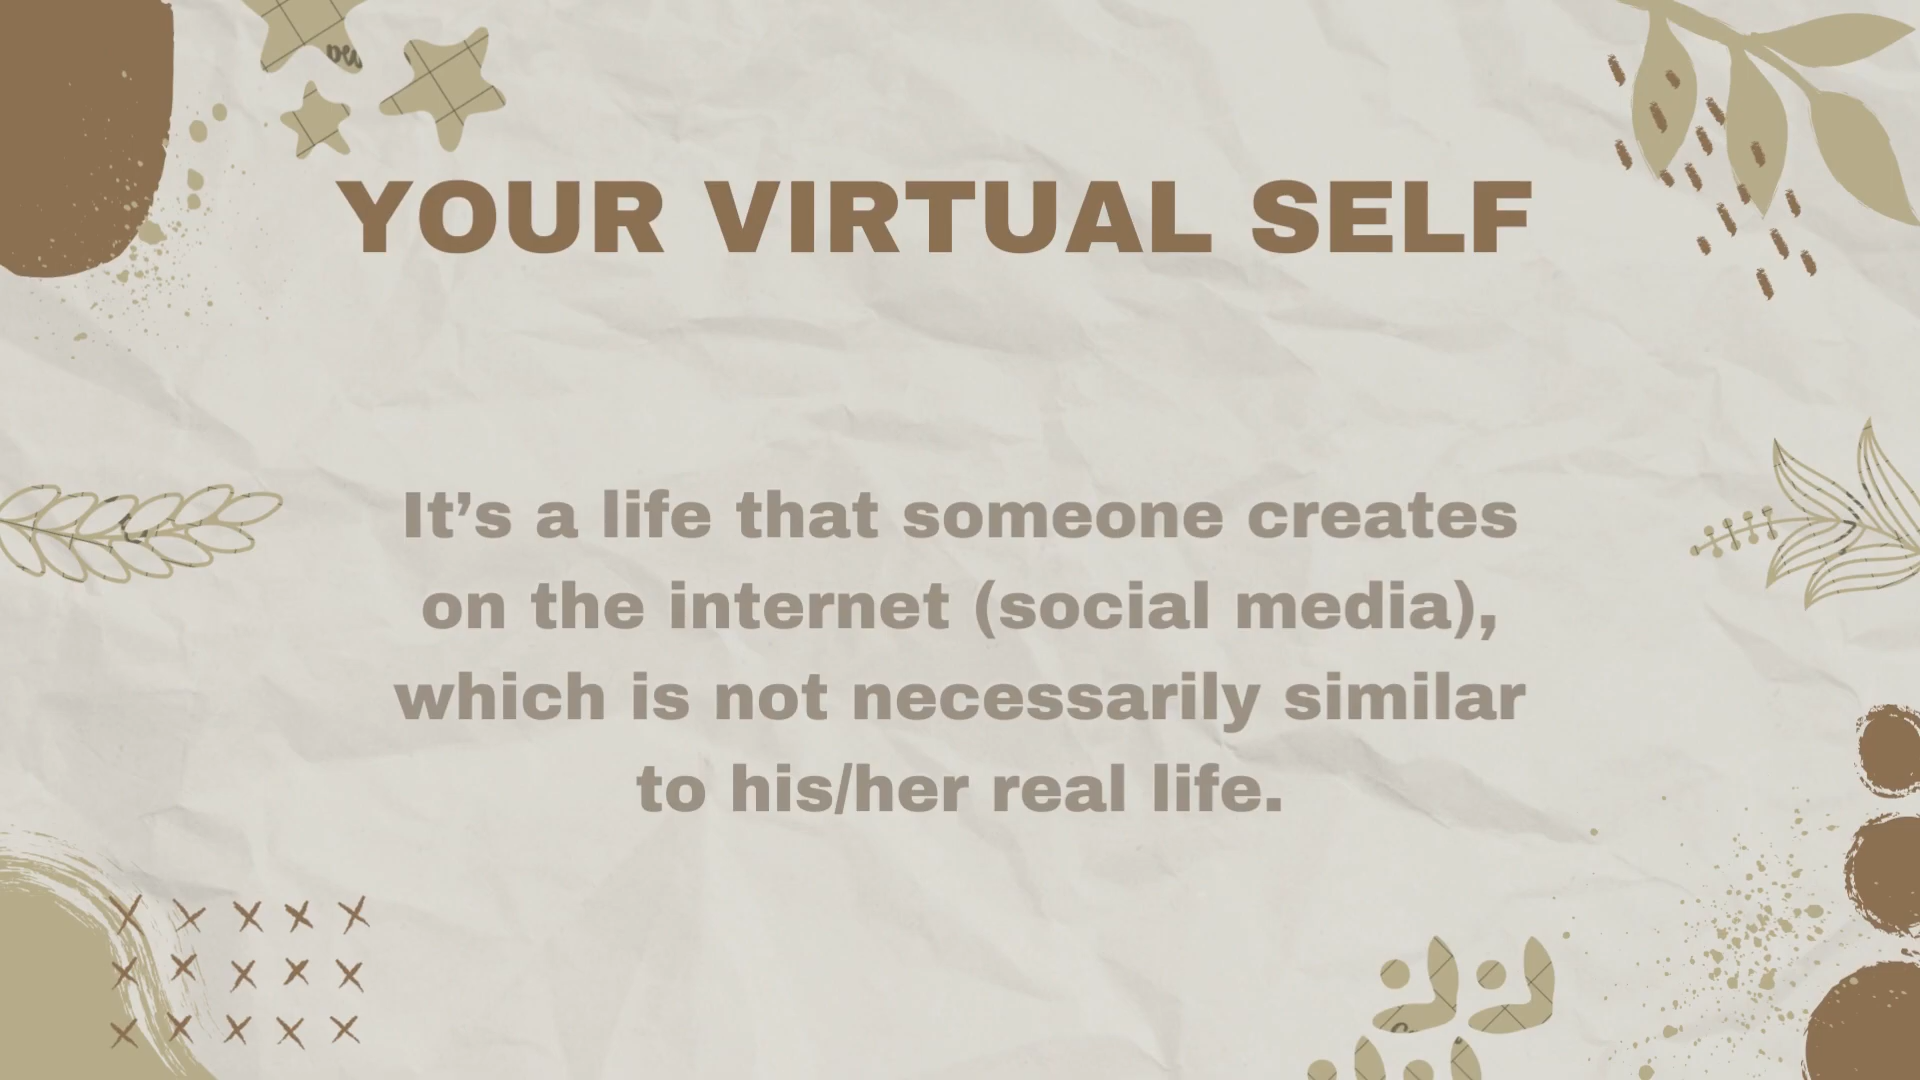 YOUR VIRTUAL SELF
It’s a life that someone creates
on the internet (social media),
which is not necessarily similar
to his/her real life.